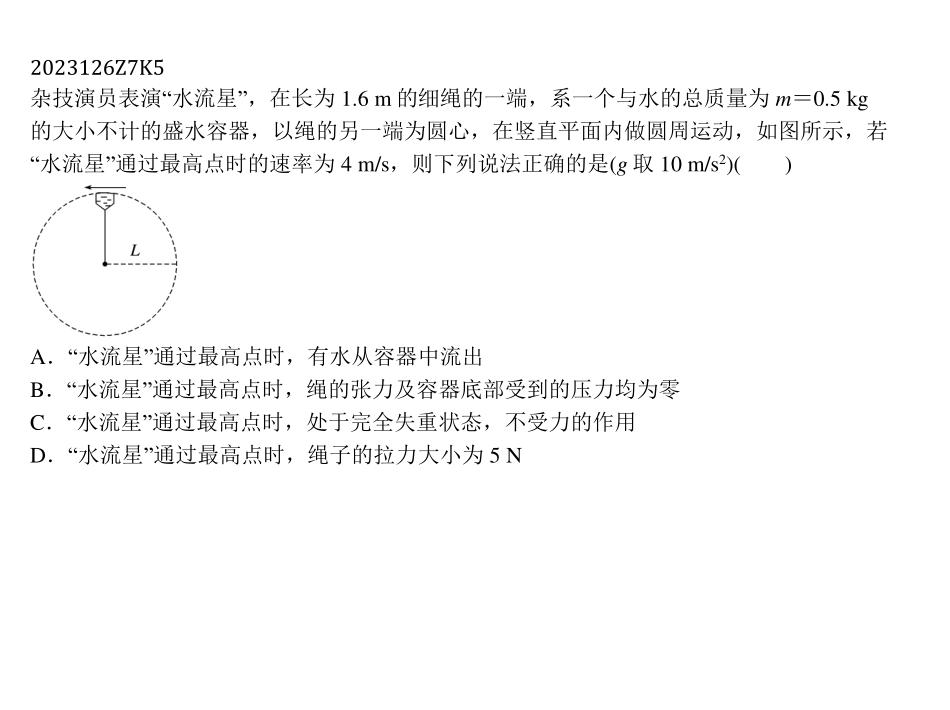 2023126Z7K5
杂技演员表演“水流星”，在长为 1.6 m 的细绳的一端，系一个与水的总质量为 m＝0.5 kg
的大小不计的盛水容器，以绳的另一端为圆心，在竖直平面内做圆周运动，如图所示，若
“水流星”通过最高点时的速率为 4 m/s，则下列说法正确的是(g 取 10 m/s²)(　　)
L
A．“水流星”通过最高点时，有水从容器中流出
B．“水流星”通过最高点时，绳的张力及容器底部受到的压力均为零
C．“水流星”通过最高点时，处于完全失重状态，不受力的作用
D．“水流星”通过最高点时，绳子的拉力大小为 5 N